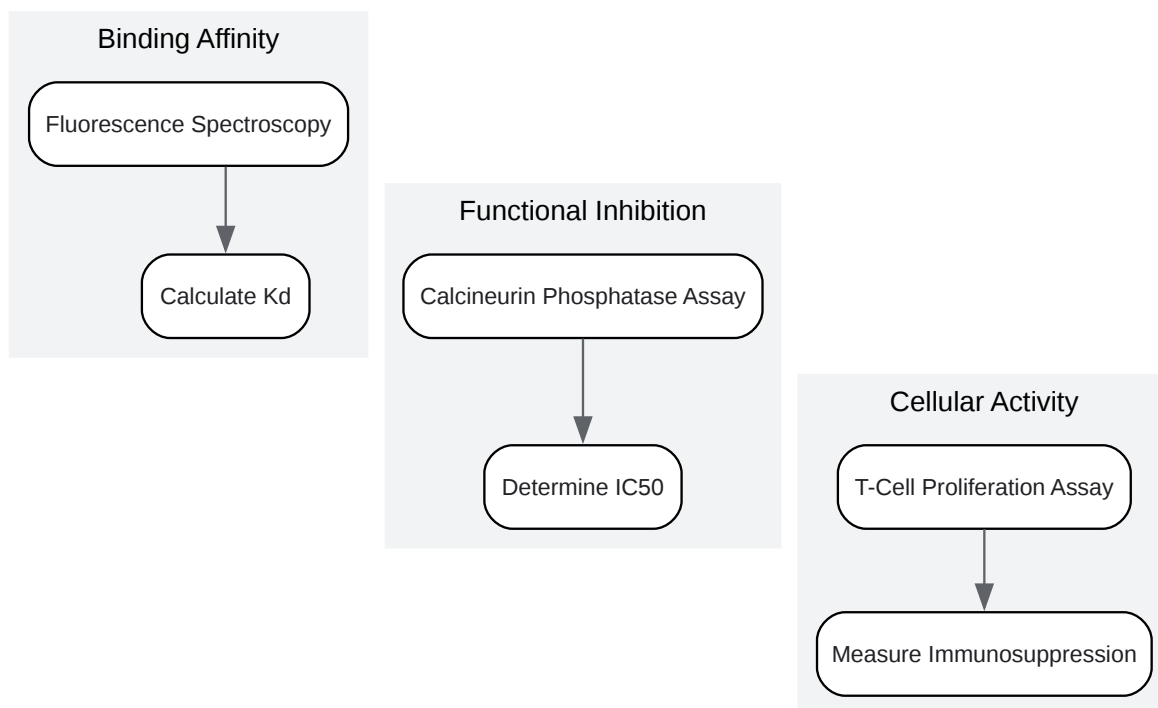 Binding Affinity
Fluorescence Spectroscopy
Calculate Kd
Functional Inhibition
Calcineurin Phosphatase Assay
Determine IC50
Cellular Activity
T-Cell Proliferation Assay
Measure Immunosuppression